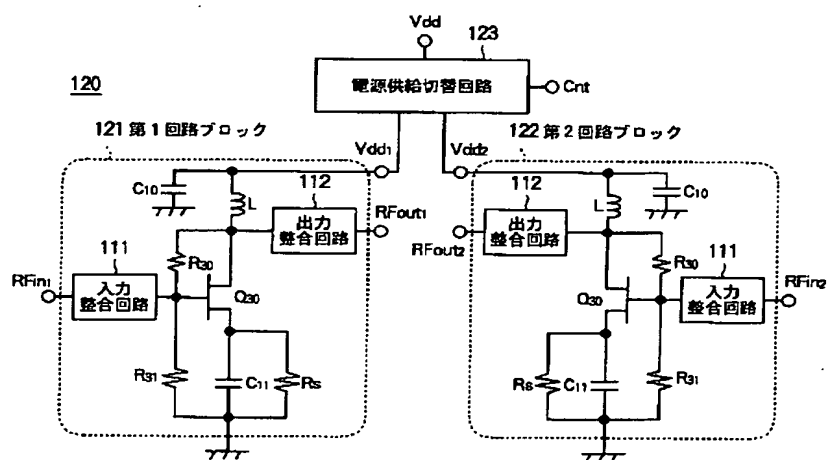 Vdd
123
120
電源供給切替回路
Cnt
121 第1回路ブロック
Vdd1
Vdd2
122 第2回路ブロック
C10
L
112
出力
整合回路
RFout1
111
RFin1
入力
整合回路
R30
Q30
R31
C11
Rs
112
出力
整合回路
RFout2
L
C10
R30
111
入力
整合回路
RFin2
Q30
Rs
C11
R31